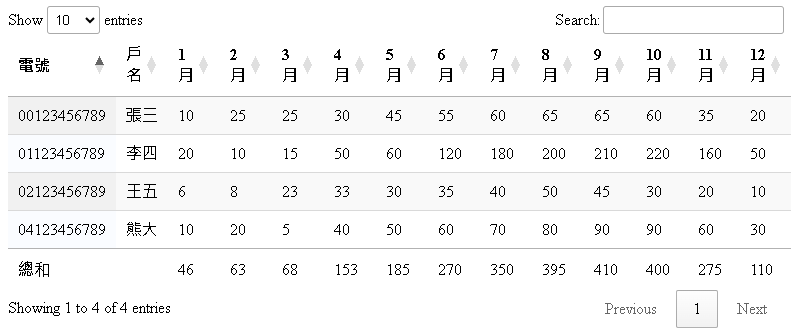 Show 10 entries Search:
電號 戶名 1月 2月 3月 4月 5月 6月 7月 8月 9月 10月 11月 12月
00123456789 張三 10 25 25 30 45 55 60 65 65 60 35 20
01123456789 李四 20 10 15 50 60 120 180 200 210 220 160 50
02123456789 王五 6 8 23 33 30 35 40 50 45 30 20 10
04123456789 熊大 10 20 5 40 50 60 70 80 90 90 60 30
總和 46 63 68 153 185 270 350 395 410 400 275 110
Showing 1 to 4 of 4 entries Previous 1 Next